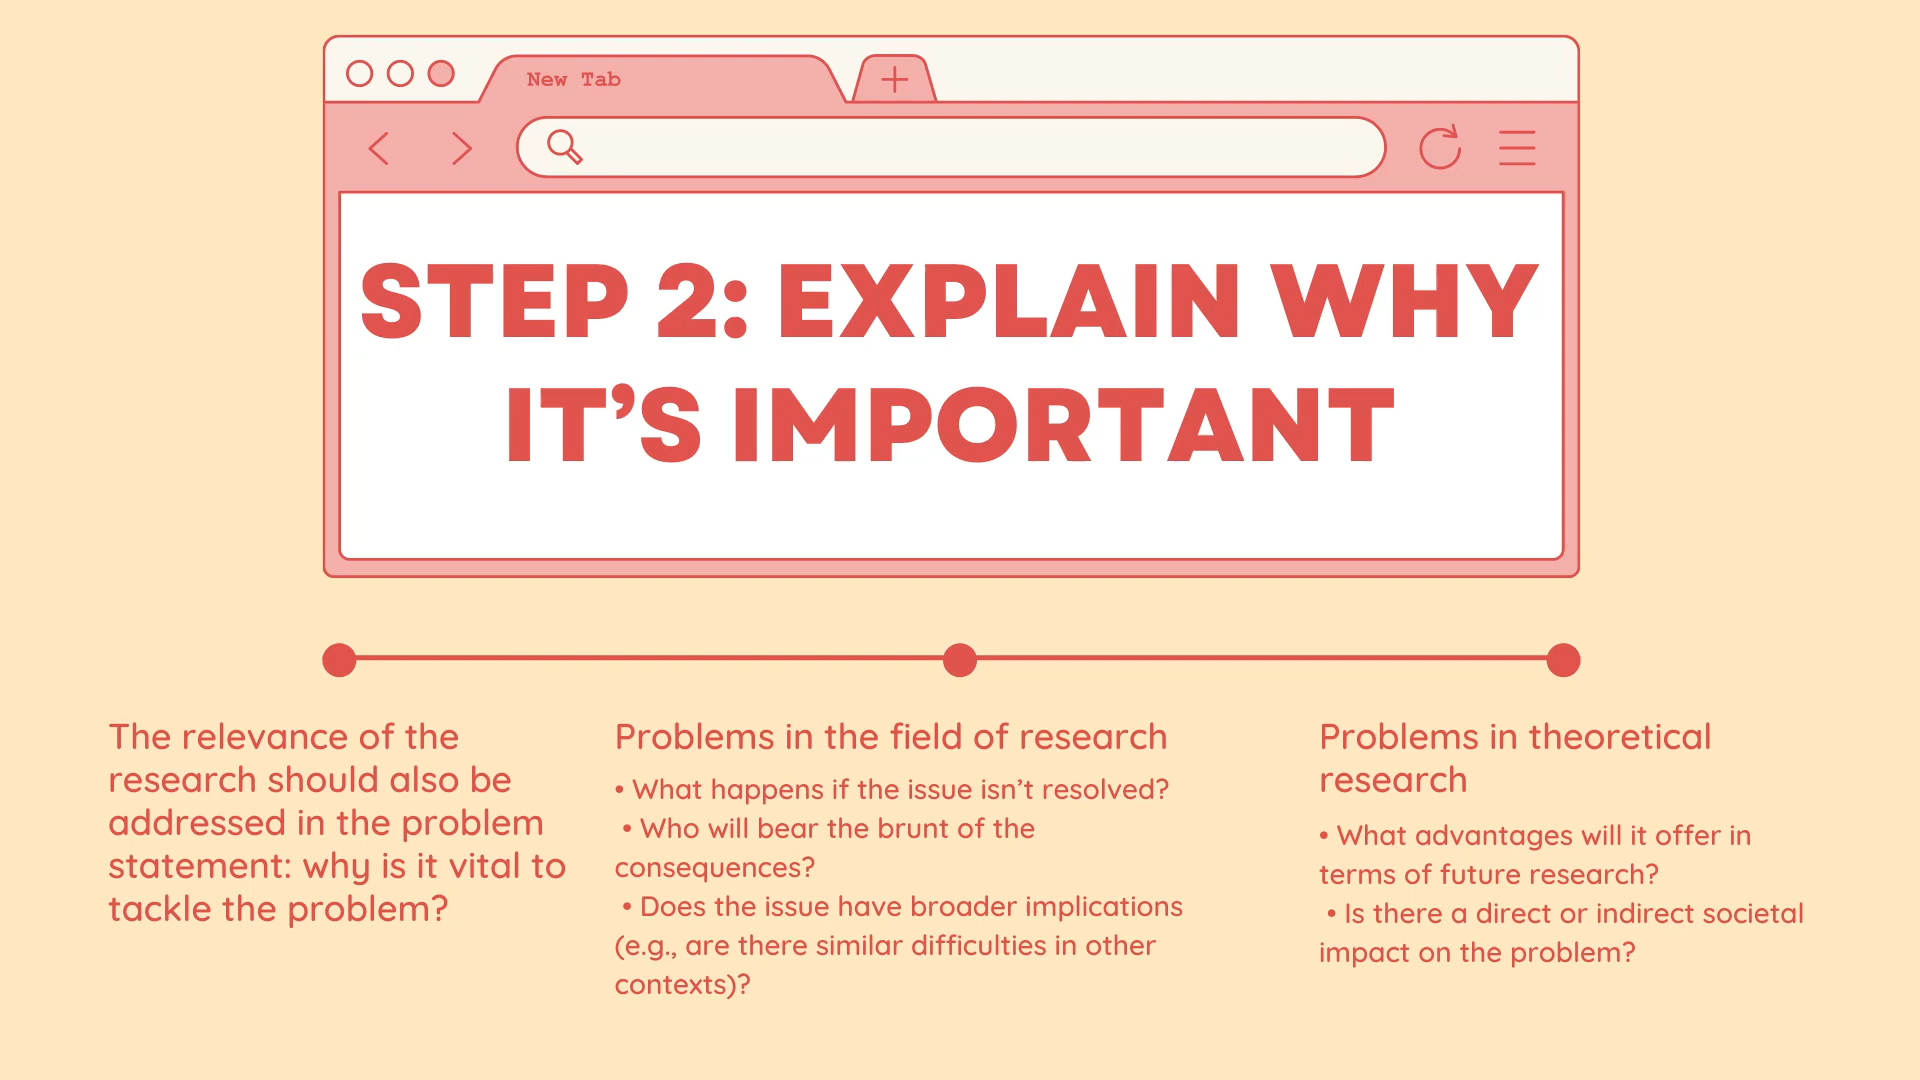 New Tab
STEP 2: EXPLAIN WHY
IT’S IMPORTANT
The relevance of the
research should also be
addressed in the problem
statement: why is it vital to
tackle the problem?
Problems in the field of research
• What happens if the issue isn’t resolved?
• Who will bear the brunt of the
consequences?
• Does the issue have broader implications
(e.g., are there similar difficulties in other
contexts)?
Problems in theoretical
research
• What advantages will it offer in
terms of future research?
• Is there a direct or indirect societal
impact on the problem?